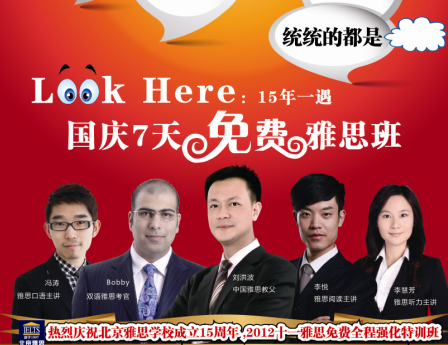 统统的都是
Look Here: 15年一遇
国庆7天免费雅思班
冯涛
雅思口语主讲
Bobby
双语雅思考官
刘洪波
中国雅思教父
李悦
雅思阅读主讲
李慧芳
雅思听力主讲
IELTS
北京雅思
热烈庆祝北京雅思学校成立15周年,2012十一雅思免费全程强化特训班